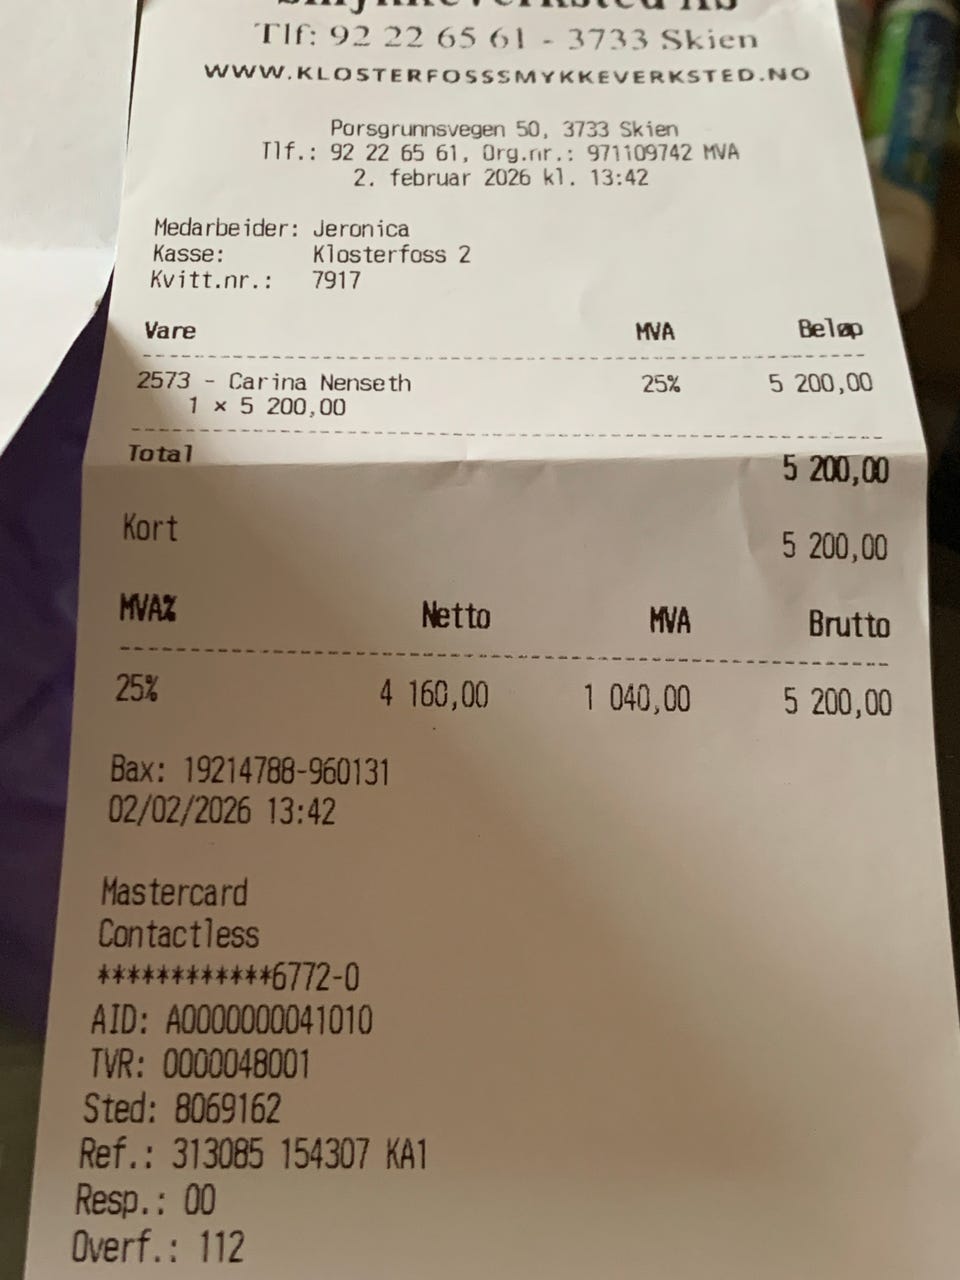 Smykkeverksted AS
Tlf: 92 22 65 61 - 3733 Skien
WWW.KLOSTERFOSSSMYKKEVERKSTED.NO
Porsgrunnsvegen 50, 3733 Skien
Tlf.: 92 22 65 61, Org.nr.: 971109742 MVA
2. februar 2026 kl. 13:42
Medarbeider: Jeronica
Kasse: Klosterfoss 2
Kvitt.nr.: 7917
Vare MVA Beløp
2573 - Carina Nenseth 25% 5 200,00
1 × 5 200,00
Total 5 200,00
Kort 5 200,00
MVA% Netto MVA Brutto
25% 4 160,00 1 040,00 5 200,00
Bax: 19214788-960131
02/02/2026 13:42
Mastercard
Contactless
************6772-0
AID: A0000000041010
TVR: 0000048001
Sted: 8069162
Ref.: 313085 154307 KA1
Resp.: 00
Overf.: 112